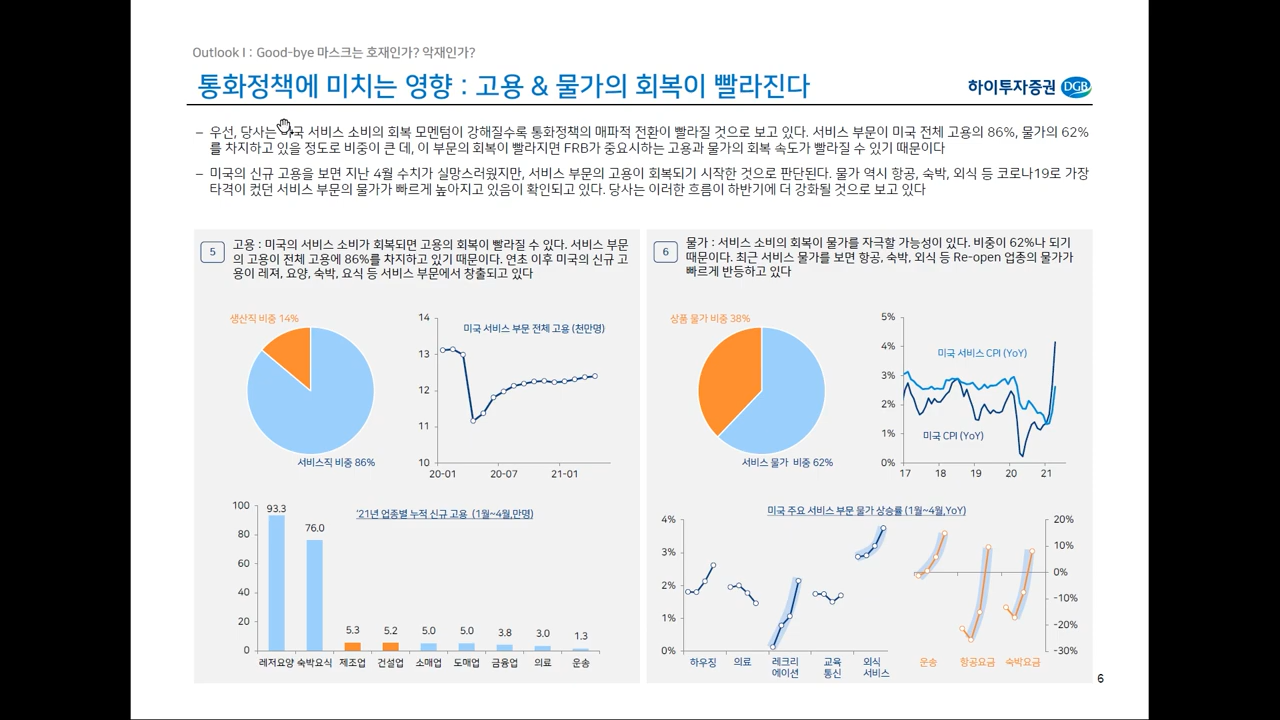 Outlook I : Good-bye 마스크는 호재인가? 악재인가?
통화정책에 미치는 영향 : 고용 & 물가의 회복이 빨라진다
하이투자증권 DGB
– 우선, 당사는 국 서비스 소비의 회복 모멘텀이 강해질수록 통화정책의 매파적 전환이 빨라질 것으로 보고 있다. 서비스 부문이 미국 전체 고용의 86%, 물가의 62%
를 차지하고 있을 정도로 비중이 큰 데, 이 부문의 회복이 빨라지면 FRB가 중요시하는 고용과 물가의 회복 속도가 빨라질 수 있기 때문이다
– 미국의 신규 고용을 보면 지난 4월 수치가 실망스러웠지만, 서비스 부문의 고용이 회복되기 시작한 것으로 판단된다. 물가 역시 항공, 숙박, 외식 등 코로나19로 가장
타격이 컸던 서비스 부문의 물가가 빠르게 높아지고 있음이 확인되고 있다. 당사는 이러한 흐름이 하반기에 더 강화될 것으로 보고 있다
5
고용 : 미국의 서비스 소비가 회복되면 고용의 회복이 빨라질 수 있다. 서비스 부문
의 고용이 전체 고용에 86%를 차지하고 있기 때문이다. 연초 이후 미국의 신규 고
용이 레져, 요양, 숙박, 요식 등 서비스 부문에서 창출되고 있다
생산직 비중 14%
서비스직 비중 86%
미국 서비스 부문 전체 고용 (천만명)
14
13
12
11
10
20-01 20-07 21-01
'21년 업종별 누적 신규 고용 (1월~4월,만명)
100
80
60
40
20
0
93.3 76.0 5.3 5.2 5.0 5.0 3.8 3.0 1.3
레저요양 숙박요식 제조업 건설업 소매업 도매업 금융업 의료 운송
6
물가 : 서비스 소비의 회복이 물가를 자극할 가능성이 있다. 비중이 62%나 되기
때문이다. 최근 서비스 물가를 보면 항공, 숙박, 외식 등 Re-open 업종의 물가가
빠르게 반등하고 있다
상품 물가 비중 38%
서비스 물가 비중 62%
5%
4%
3%
2%
1%
0%
미국 서비스 CPI (YoY)
미국 CPI (YoY)
17 18 19 20 21
미국 주요 서비스 부문 물가 상승률 (1월~4월,YoY)
4%
3%
2%
1%
0%
20%
10%
0%
-10%
-20%
-30%
하우징 의료 레크리 교육 외식 운송 항공요금 숙박요금
에이션 통신 서비스
6